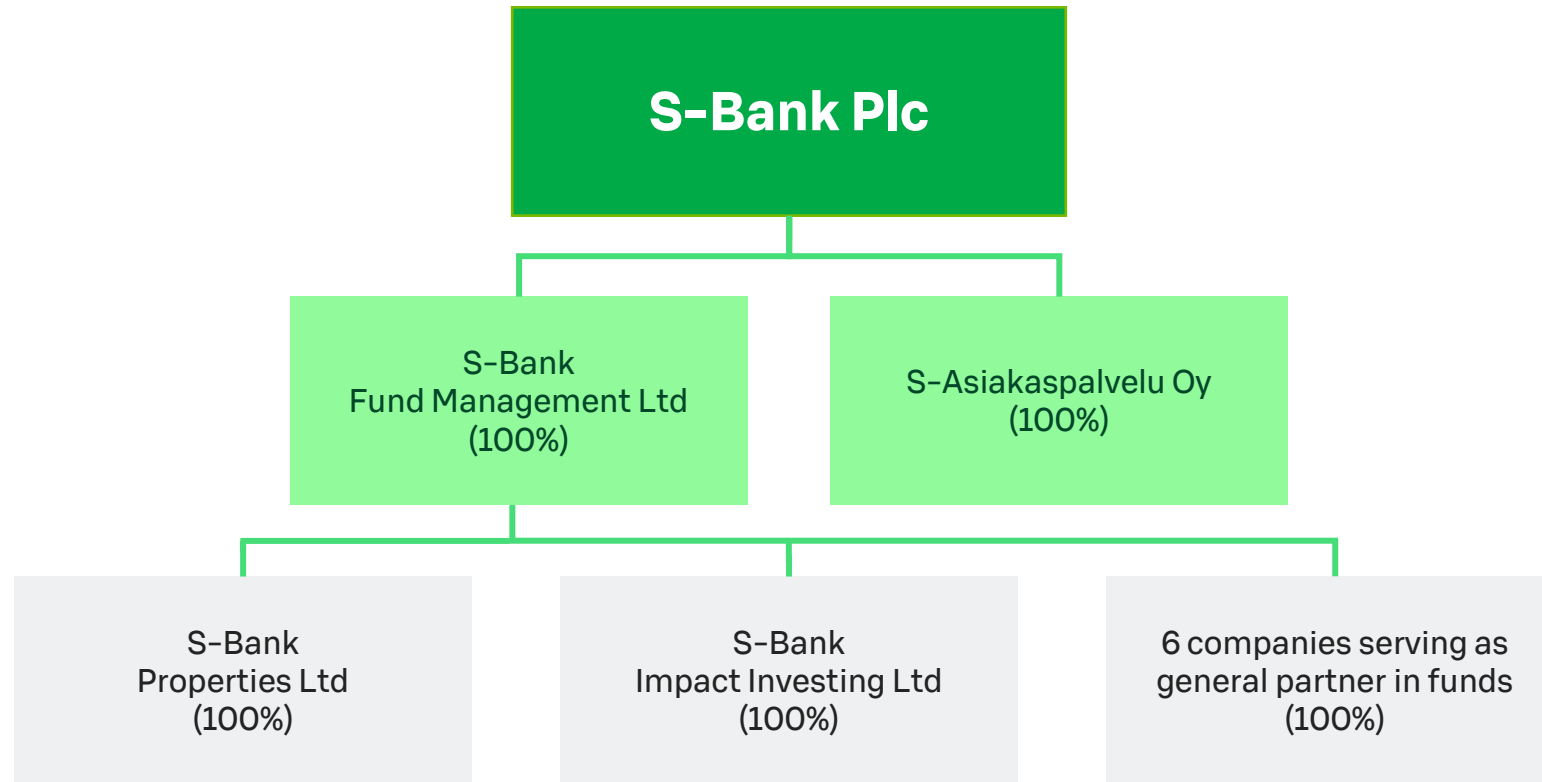 S-Bank Plc
S-Bank
Fund Management Ltd
(100%)
S-Asiakaspalvelu Oy
(100%)
S-Bank
Properties Ltd
(100%)
S-Bank
Impact Investing Ltd
(100%)
6 companies serving as
general partner in funds
(100%)